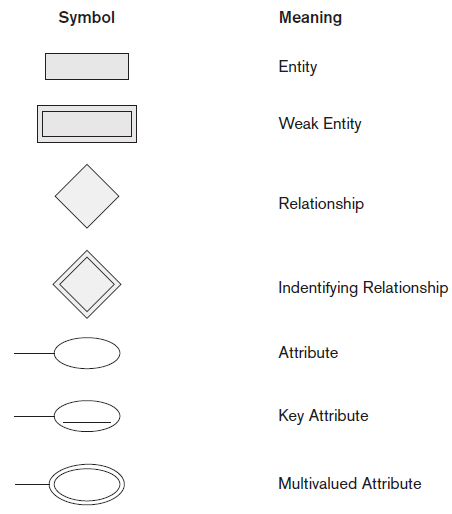 Symbol Meaning
Entity
Weak Entity
Relationship
Indentifying Relationship
Attribute
Key Attribute
Multivalued Attribute